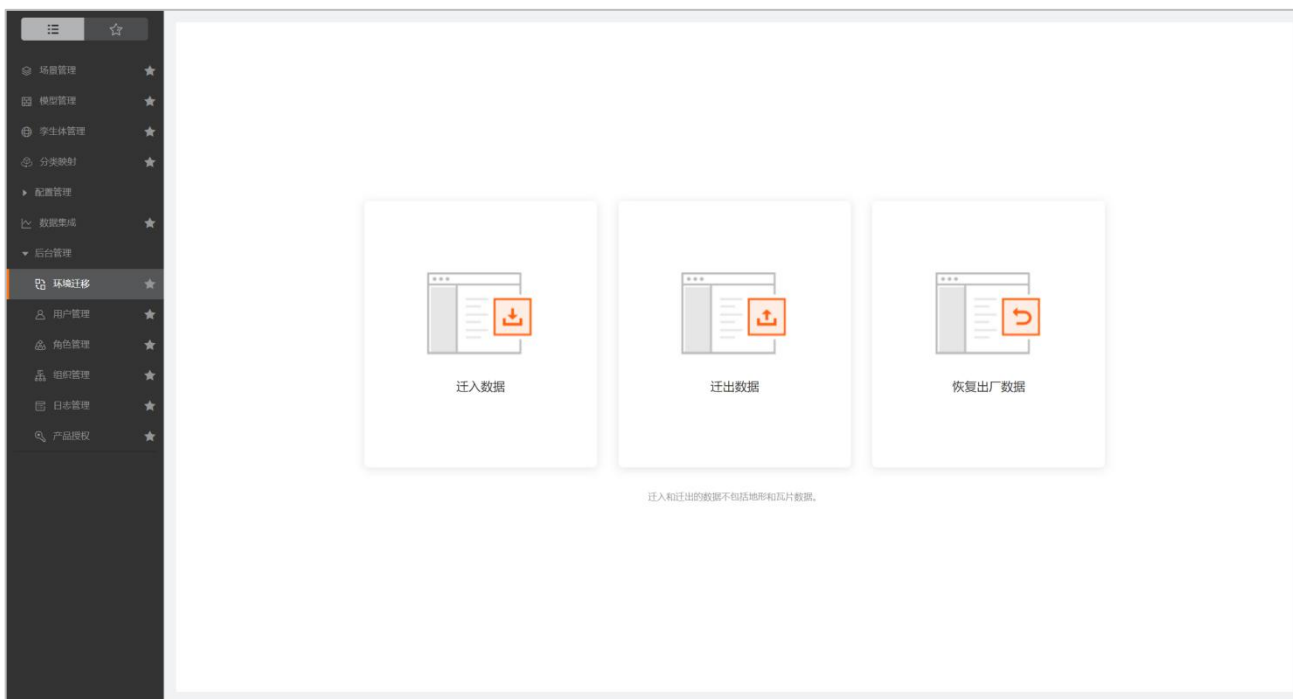 场景管理
模型管理
孪生体管理
分类映射
配置管理
数据集成
后台管理
环境迁移
用户管理
角色管理
组织管理
日志管理
产品授权
迁入数据
迁出数据
恢复出厂数据
迁入和迁出的数据不包括地形和瓦片数据。